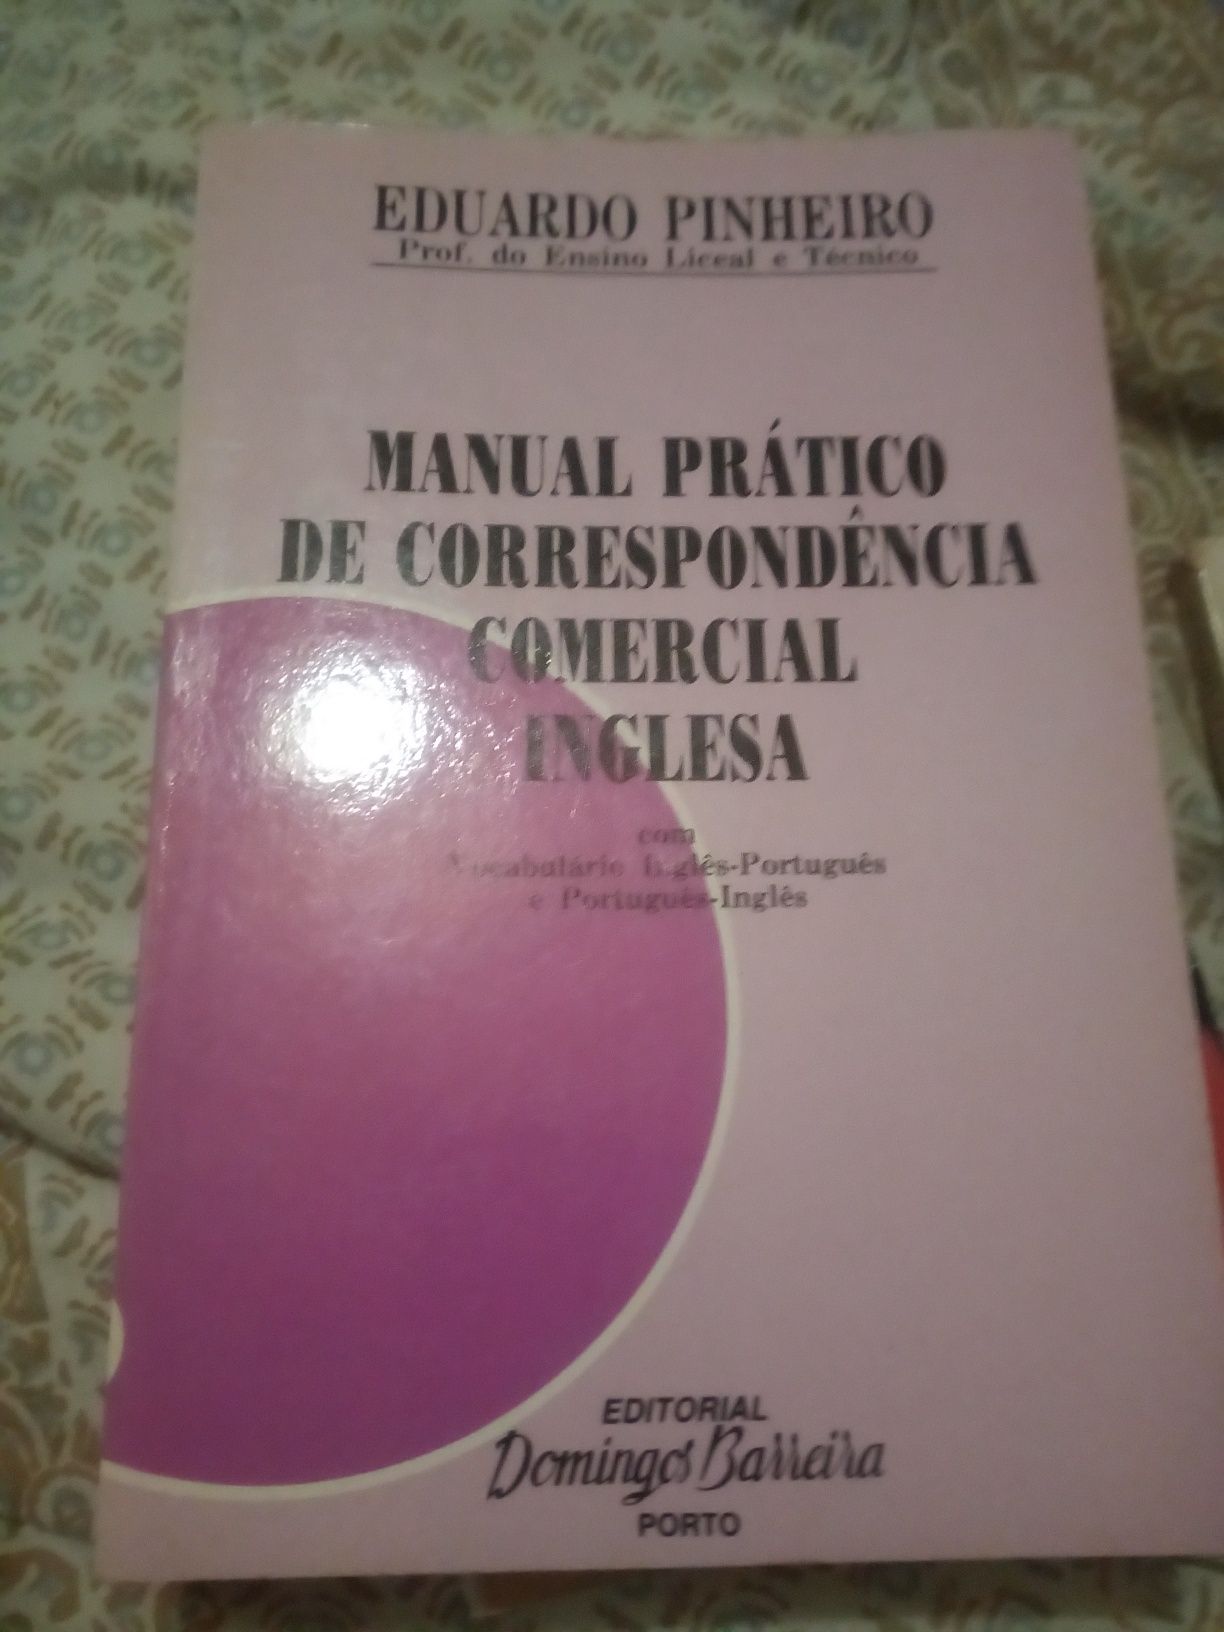 EDUARDO PINHEIRO
Prof. do Ensino Liceal e Técnico
MANUAL PRÁTICO
DE CORRESPONDÊNCIA
COMERCIAL
INGLESA
com
Vocabulário Inglês-Português
e Português-Inglês
EDITORIAL
Domingos Barreira
PORTO